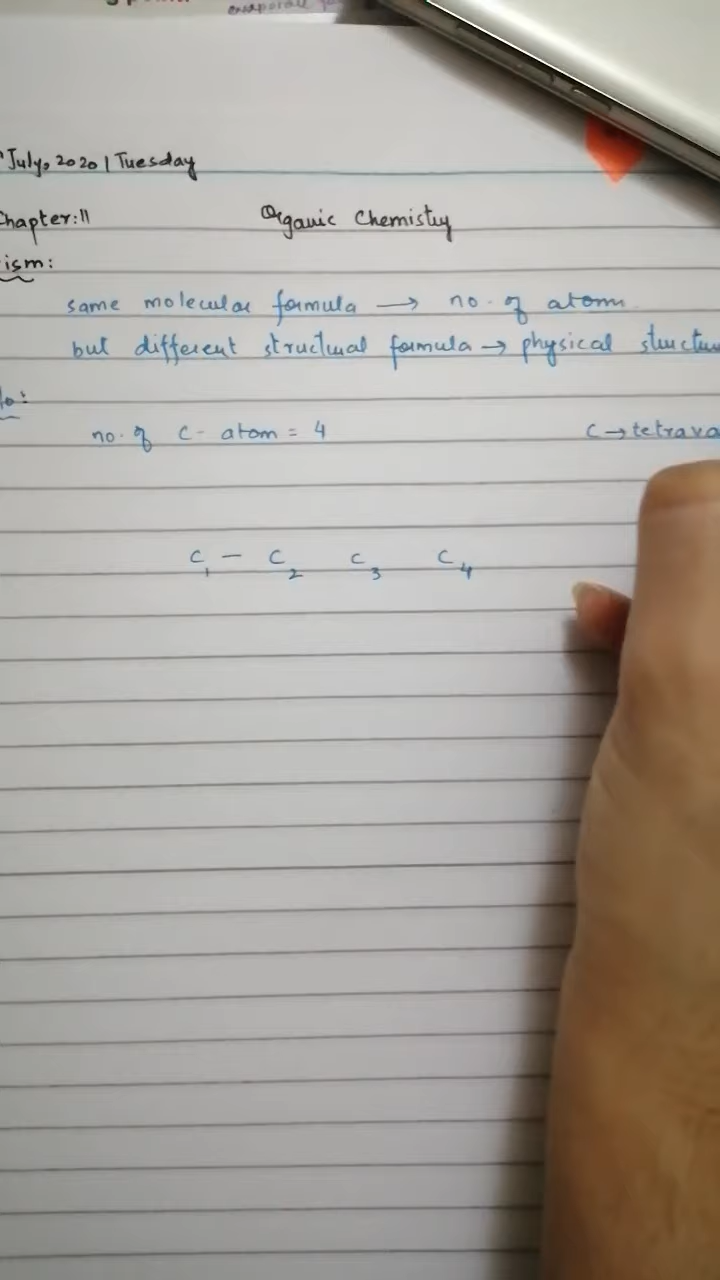 July, 2020 | Tuesday
Chapter: 11 Organic Chemistry
ism:
same molecular formula → no. of atom
but different structural formula → physical structu
no. of C- atom = 4 C → tetrava
C1 – C2 C3 C4